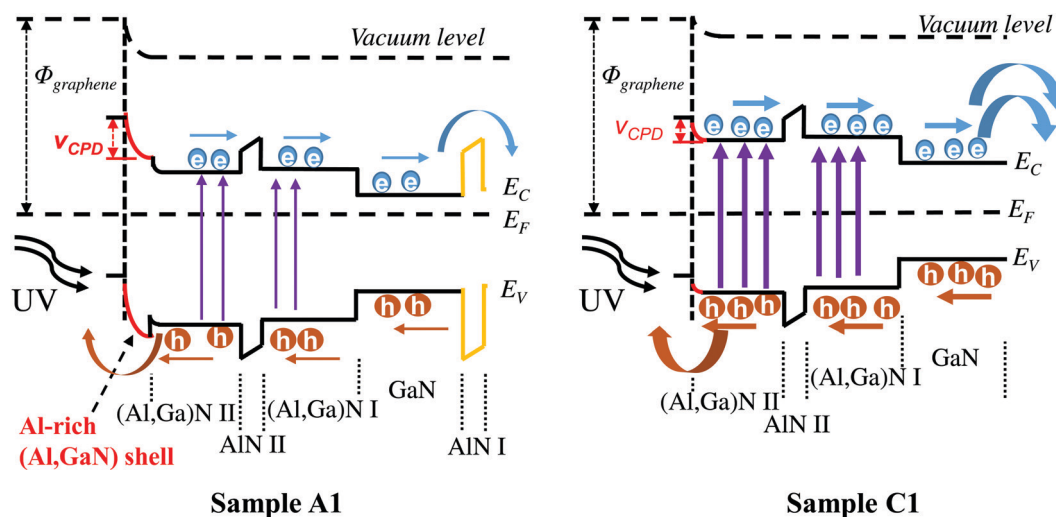 Vacuum level
Φgraphene
VCPD
e e e e e e
EC
EF
UV
EV
h h h h h h
(Al,Ga)N II
AlN II
(Al,Ga)N I
GaN
AlN I
Al-rich
(Al,GaN) shell
Sample A1
Vacuum level
Φgraphene
VCPD
e e e e e e e e e
EC
EF
UV
EV
h h h h h h h h h
(Al,Ga)N II
AlN II
(Al,Ga)N I
GaN
Sample C1